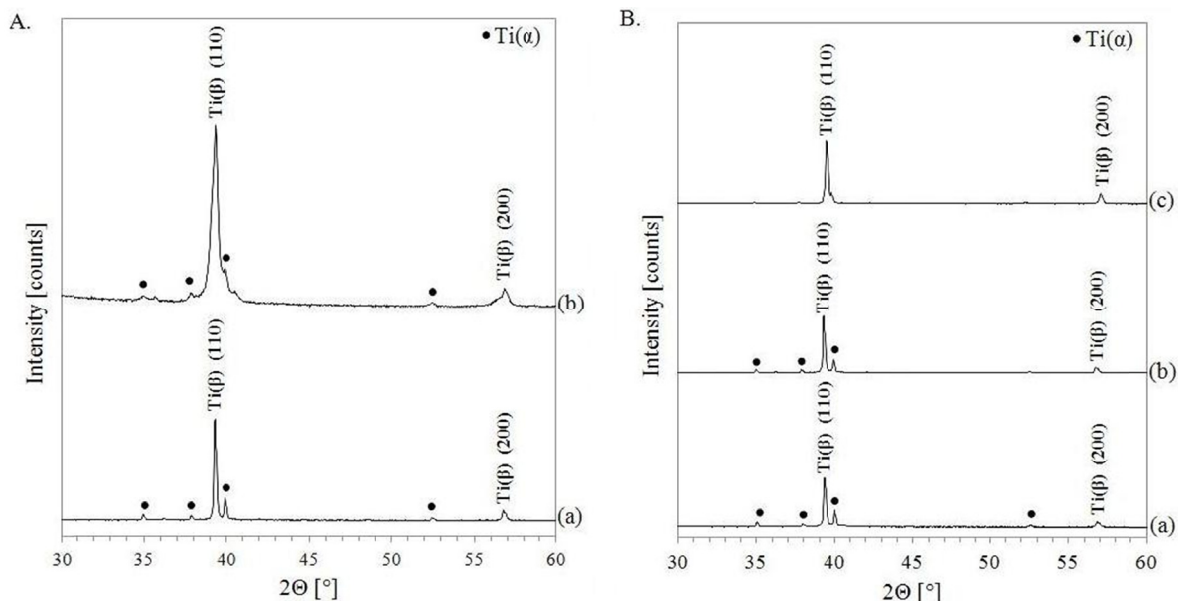 A.
● Ti(α)
Ti(β) (110)
Ti(β) (200)
(b)
Ti(β) (110)
Ti(β) (200)
(a)
Intensity [counts]
30 35 40 45 50 55 60
2Θ [°]
B.
● Ti(α)
Ti(β) (110)
Ti(β) (200)
(c)
Ti(β) (110)
Ti(β) (200)
(b)
Ti(β) (110)
Ti(β) (200)
(a)
Intensity [counts]
30 35 40 45 50 55 60
2Θ [°]